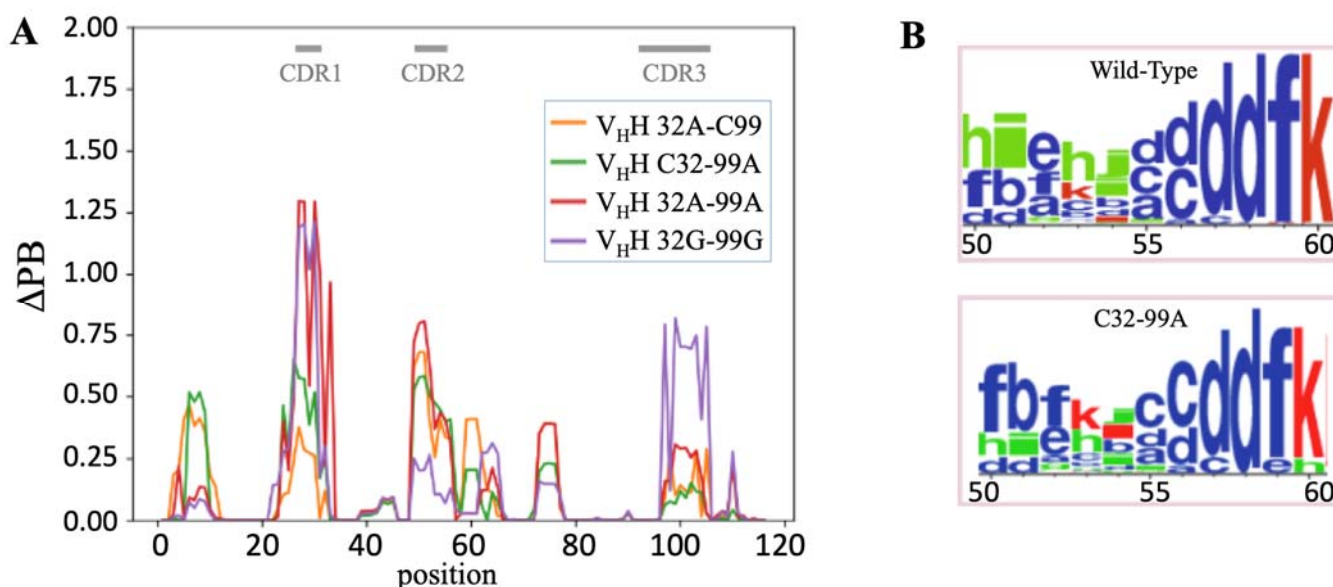 A
2.00
1.75
1.50
1.25
1.00
0.75
0.50
0.25
0.00
ΔPB
CDR1 CDR2 CDR3
VHH 32A-C99
VHH C32-99A
VHH 32A-99A
VHH 32G-99G
0 20 40 60 80 100 120
position
B
Wild-Type
50 55 60
C32-99A
50 55 60